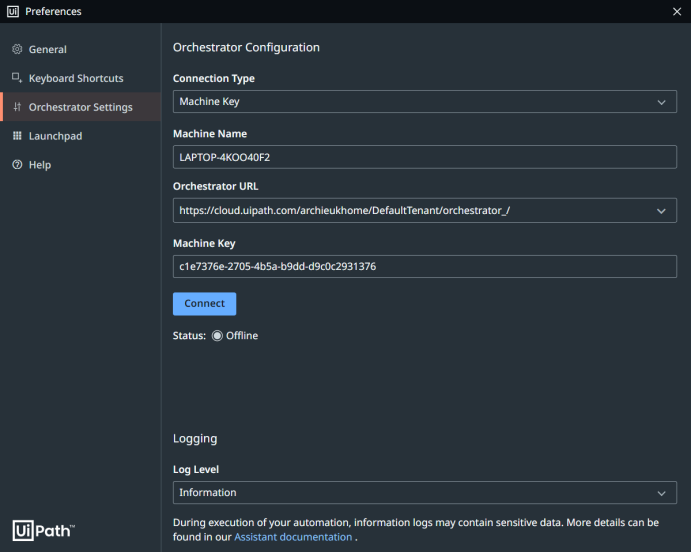 Ui Preferences
General
Keyboard Shortcuts
Orchestrator Settings
Launchpad
Help
Orchestrator Configuration
Connection Type
Machine Key
Machine Name
LAPTOP-4KOO40F2
Orchestrator URL
https://cloud.uipath.com/archieukhome/DefaultTenant/orchestrator_/
Machine Key
c1e7376e-2705-4b5a-b9dd-d9c0c2931376
Connect
Status: Offline
Logging
Log Level
Information
During execution of your automation, information logs may contain sensitive data. More details can be
found in our Assistant documentation .
UiPath™